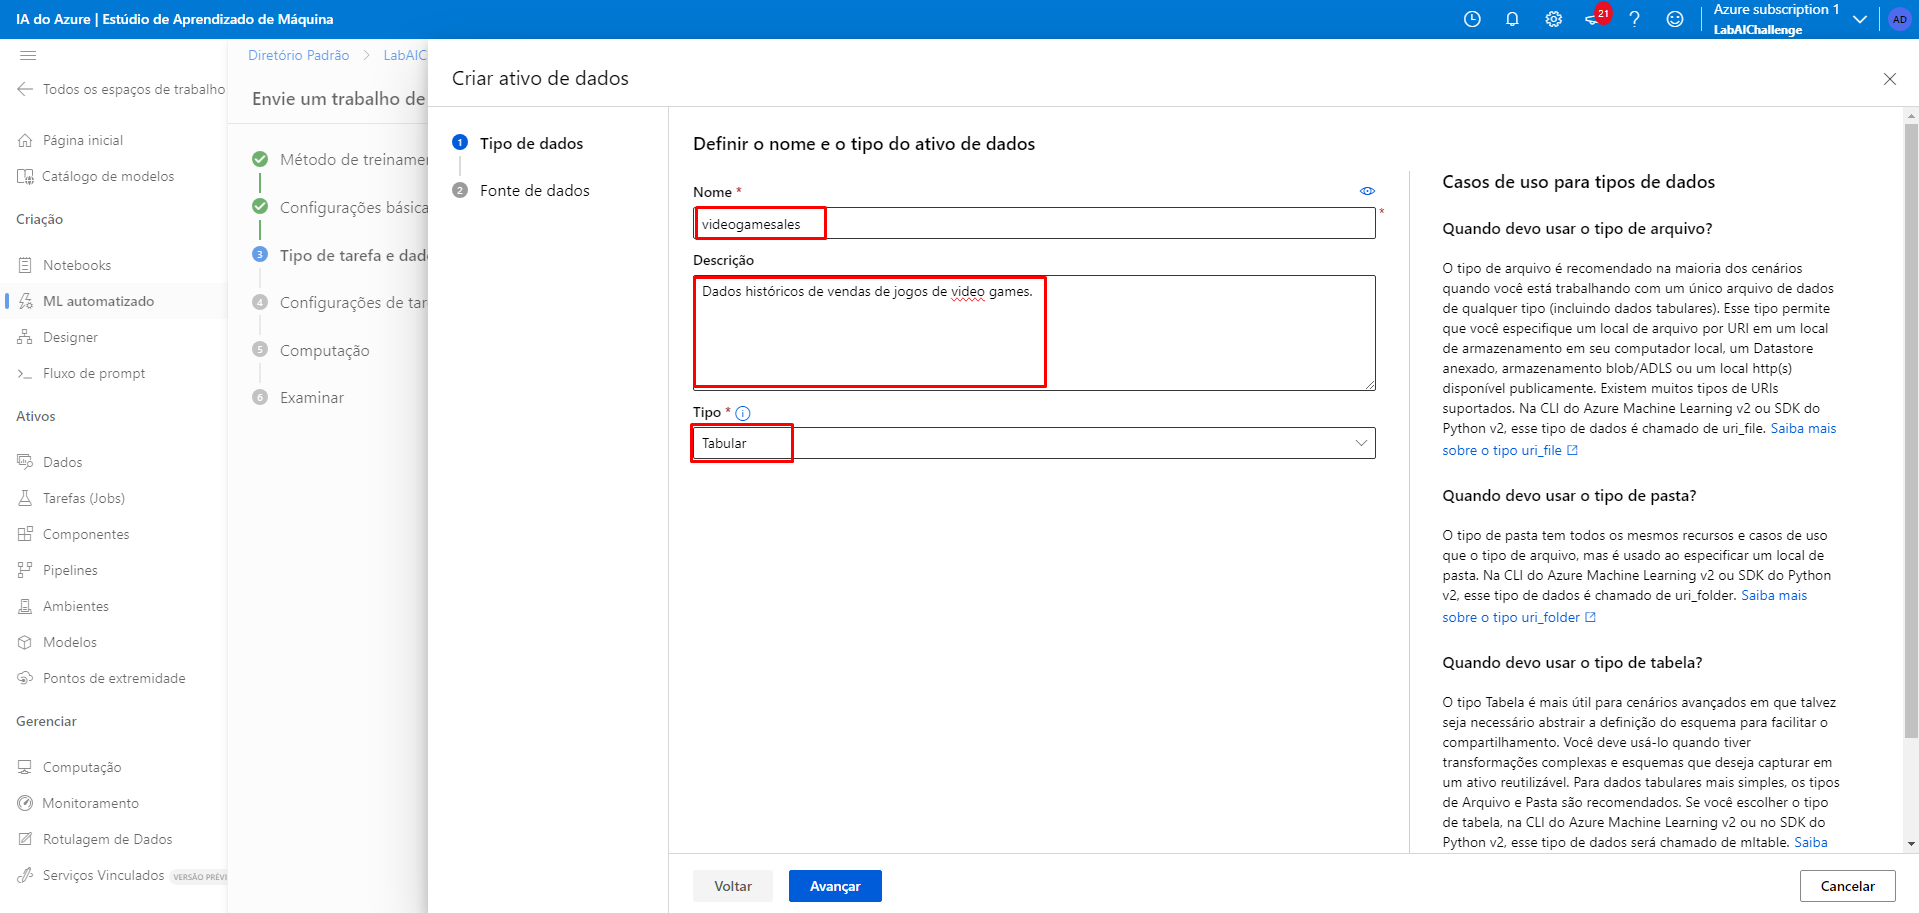 IA do Azure | Estúdio de Aprendizado de Máquina
21
Azure subscription 1
LabAIChallenge
AD
Todos os espaços de trabalho
Página inicial
Catálogo de modelos
Criação
Notebooks
ML automatizado
Designer
Fluxo de prompt
Ativos
Dados
Tarefas (Jobs)
Componentes
Pipelines
Ambientes
Modelos
Pontos de extremidade
Gerenciar
Computação
Monitoramento
Rotulagem de Dados
Serviços Vinculados VERSÃO PRÉVI
Diretório Padrão > LabAIC
Envie um trabalho de
Método de treinamen
Configurações básica
3 Tipo de tarefa e dado
4 Configurações de tar
5 Computação
6 Examinar
Criar ativo de dados
1 Tipo de dados
2 Fonte de dados
Definir o nome e o tipo do ativo de dados
Nome *
videogamesales
*
Descrição
Dados históricos de vendas de jogos de video games.
Tipo *
Tabular
Casos de uso para tipos de dados
Quando devo usar o tipo de arquivo?
O tipo de arquivo é recomendado na maioria dos cenários
quando você está trabalhando com um único arquivo de dados
de qualquer tipo (incluindo dados tabulares). Esse tipo permite
que você especifique um local de arquivo por URI em um local
de armazenamento em seu computador local, um Datastore
anexado, armazenamento blob/ADLS ou um local http(s)
disponível publicamente. Existem muitos tipos de URIs
suportados. Na CLI do Azure Machine Learning v2 ou SDK do
Python v2, esse tipo de dados é chamado de uri_file. Saiba mais
sobre o tipo uri_file
Quando devo usar o tipo de pasta?
O tipo de pasta tem todos os mesmos recursos e casos de uso
que o tipo de arquivo, mas é usado ao especificar um local de
pasta. Na CLI do Azure Machine Learning v2 ou SDK do Python
v2, esse tipo de dados é chamado de uri_folder. Saiba mais
sobre o tipo uri_folder
Quando devo usar o tipo de tabela?
O tipo Tabela é mais útil para cenários avançados em que talvez
seja necessário abstrair a definição do esquema para facilitar o
compartilhamento. Você deve usá-lo quando tiver
transformações complexas e esquemas que deseja capturar em
um ativo reutilizável. Para dados tabulares mais simples, os tipos
de Arquivo e Pasta são recomendados. Se você escolher o tipo
de tabela, na CLI do Azure Machine Learning v2 ou no SDK do
Python v2, esse tipo de dados será chamado de mltable. Saiba
Voltar
Avançar
Cancelar